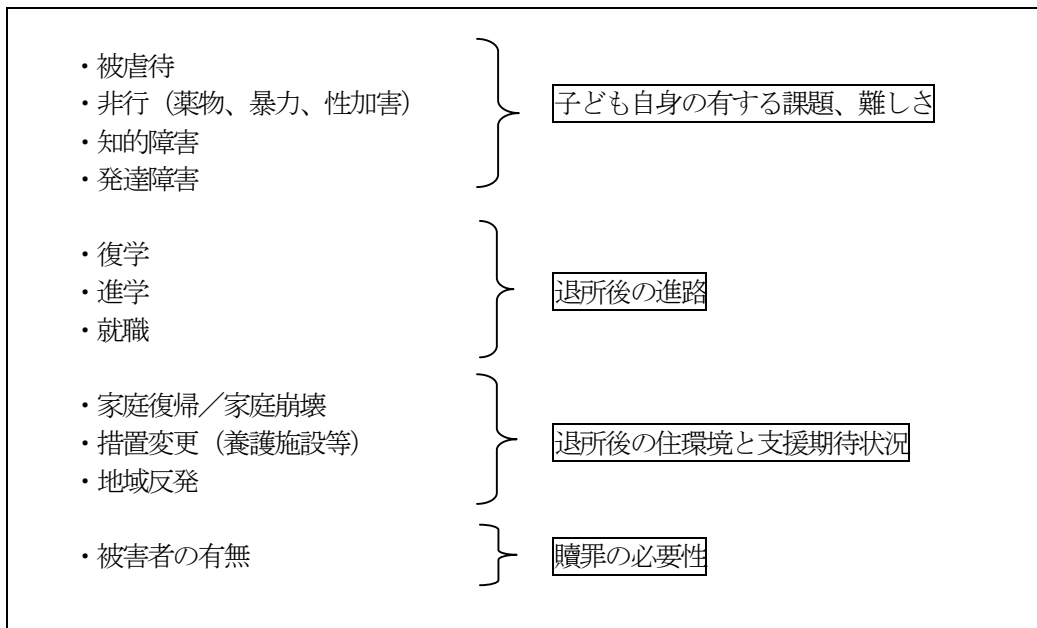 ・被虐待
・非行（薬物、暴力、性加害）
・知的障害
・発達障害
子ども自身の有する課題、難しさ
・復学
・進学
・就職
退所後の進路
・家庭復帰／家庭崩壊
・措置変更（養護施設等）
・地域反発
退所後の住環境と支援期待状況
・被害者の有無
贖罪の必要性